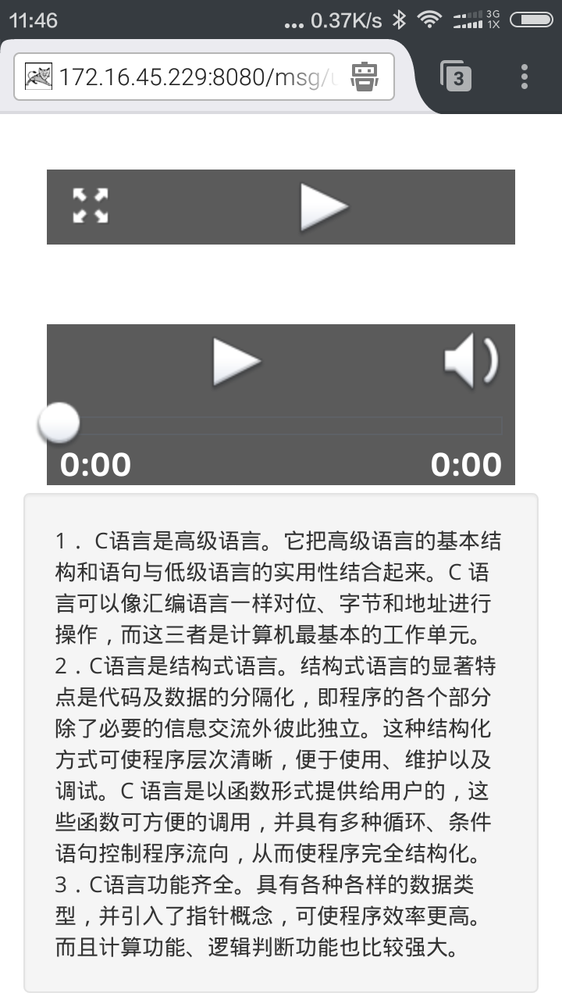 11:46
... 0.37K/s
3G
1X
172.16.45.229:8080/msg/u
3
0:00
0:00
1． C语言是高级语言。它把高级语言的基本结
构和语句与低级语言的实用性结合起来。C 语
言可以像汇编语言一样对位、字节和地址进行
操作，而这三者是计算机最基本的工作单元。
2．C语言是结构式语言。结构式语言的显著特
点是代码及数据的分隔化，即程序的各个部分
除了必要的信息交流外彼此独立。这种结构化
方式可使程序层次清晰，便于使用、维护以及
调试。C 语言是以函数形式提供给用户的，这
些函数可方便的调用，并具有多种循环、条件
语句控制程序流向，从而使程序完全结构化。
3．C语言功能齐全。具有各种各样的数据类
型，并引入了指针概念，可使程序效率更高。
而且计算功能、逻辑判断功能也比较强大。